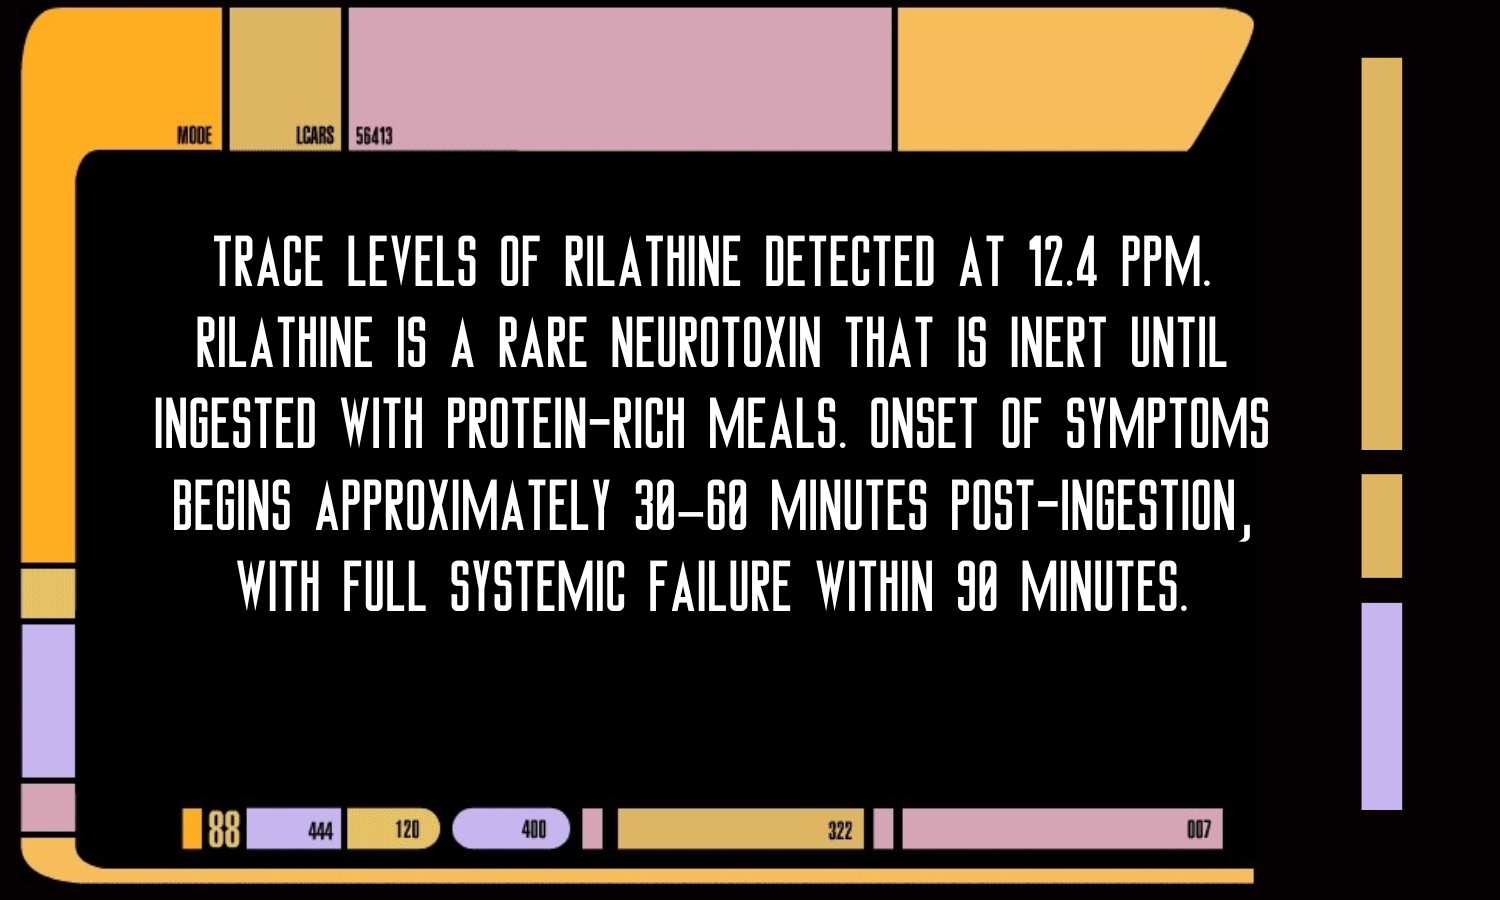 MODE
LCARS
56413
TRACE LEVELS OF RILATHINE DETECTED AT 12.4 PPM.
RILATHINE IS A RARE NEUROTOXIN THAT IS INERT UNTIL
INGESTED WITH PROTEIN-RICH MEALS. ONSET OF SYMPTOMS
BEGINS APPROXIMATELY 30–60 MINUTES POST-INGESTION,
WITH FULL SYSTEMIC FAILURE WITHIN 90 MINUTES.
88
444
120
400
322
007